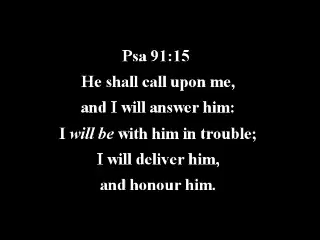 Psa 91:15
He shall call upon me,
and I will answer him:
I will be with him in trouble;
I will deliver him,
and honour him.